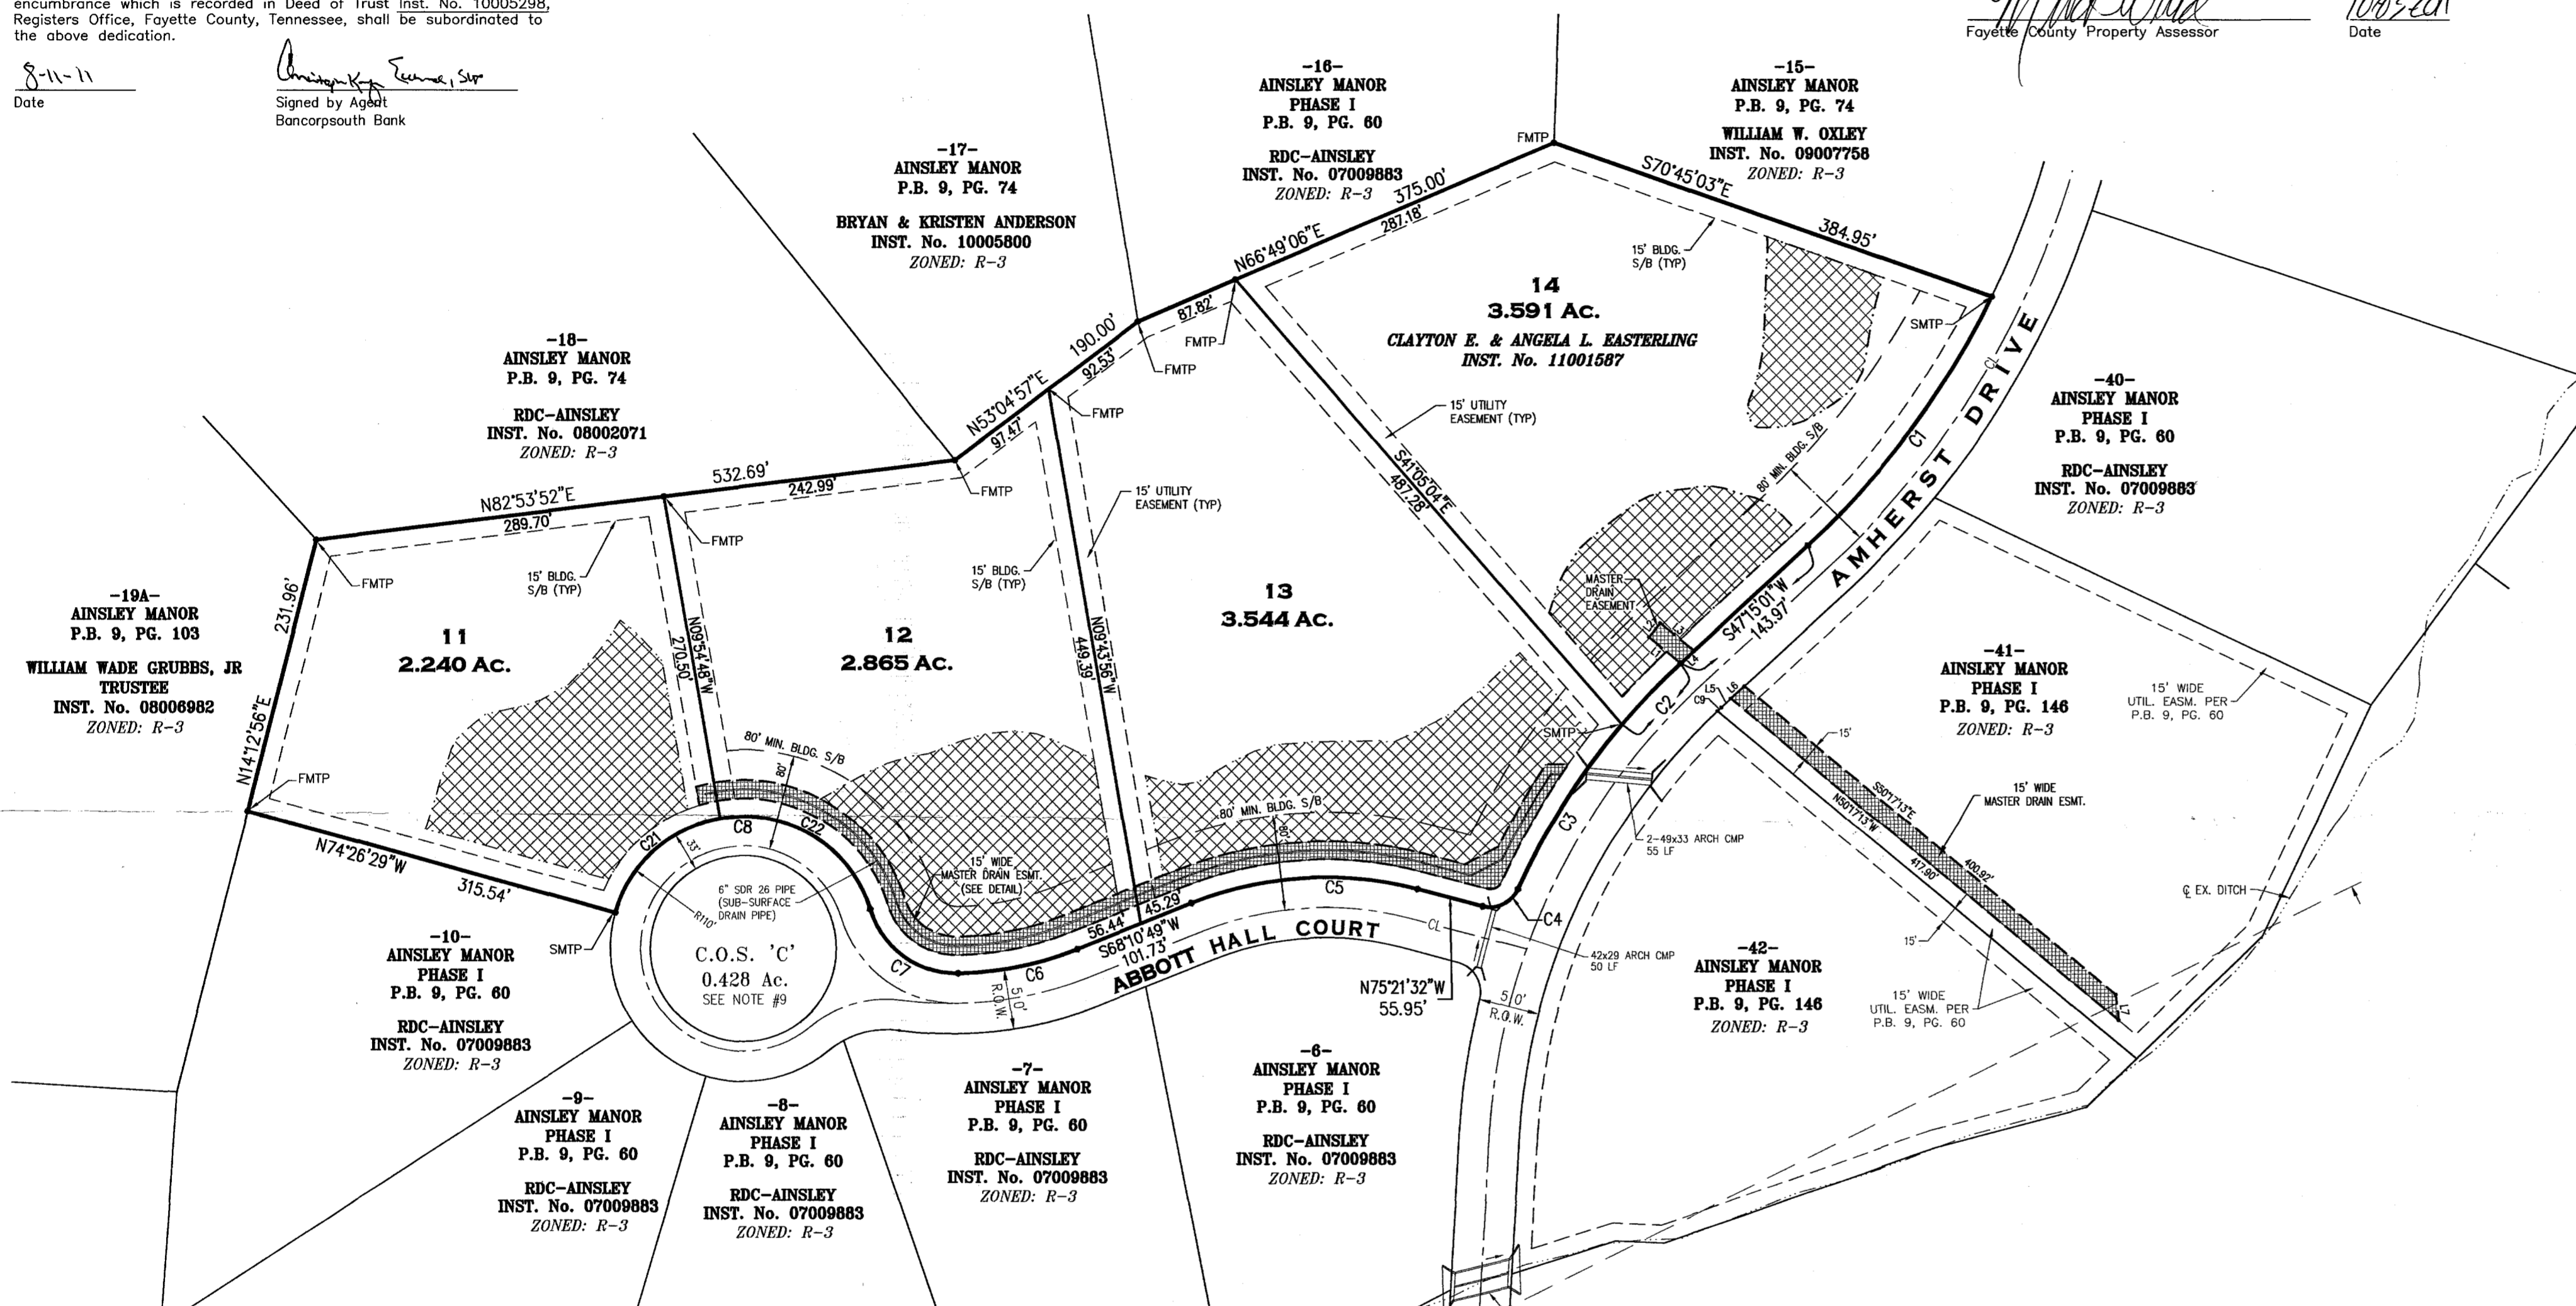 encumbrance which is recorded in Deed of Trust Inst. No. 10005298,
Registers Office, Fayette County, Tennessee, shall be subordinated to
the above dedication.
8-11-11
Date
Signed by Agent
Bancorpsouth Bank
Fayette County Property Assessor
Date
-16-
AINSLEY MANOR
PHASE I
P.B. 9, PG. 60
RDC-AINSLEY
INST. No. 07009883
ZONED: R-3
-15-
AINSLEY MANOR
P.B. 9, PG. 74
WILLIAM W. OXLEY
INST. No. 09007758
ZONED: R-3
-17-
AINSLEY MANOR
P.B. 9, PG. 74
BRYAN & KRISTEN ANDERSON
INST. No. 10005800
ZONED: R-3
FMTP
S70°45'03"E
384.95'
375.00'
287.18'
N66°49'06"E
15' BLDG.
S/B (TYP)
87.82'
FMTP
190.00'
92.53'
FMTP
N53°04'57"E
97.47'
FMTP
14
3.591 Ac.
CLAYTON E. & ANGELA L. EASTERLING
INST. No. 11001587
SMTP
15' UTILITY
EASEMENT (TYP)
-18-
AINSLEY MANOR
P.B. 9, PG. 74
RDC-AINSLEY
INST. No. 08002071
ZONED: R-3
532.69'
242.99'
FMTP
N82°53'52"E
289.70'
FMTP
FMTP
15' BLDG.
S/B (TYP)
15' BLDG.
S/B (TYP)
15' UTILITY
EASEMENT (TYP)
S41°05'04"E
487.28'
80' MIN. BLDG. S/B
C1
CL
AMHERST DRIVE
-40-
AINSLEY MANOR
PHASE I
P.B. 9, PG. 60
RDC-AINSLEY
INST. No. 07009883
ZONED: R-3
MASTER
DRAIN
EASEMENT
L2
L3
L1
L4
S47°15'01"W
143.97'
-19A-
AINSLEY MANOR
P.B. 9, PG. 103
WILLIAM WADE GRUBBS, JR
TRUSTEE
INST. No. 08006982
ZONED: R-3
231.96'
N14°12'56"E
FMTP
11
2.240 Ac.
N09°54'48"W
270.50'
12
2.865 Ac.
N09°43'56"W
449.39'
13
3.544 Ac.
-41-
AINSLEY MANOR
PHASE I
P.B. 9, PG. 146
ZONED: R-3
15' WIDE
UTIL. EASM. PER
P.B. 9, PG. 60
C2
L5
L6
C9
SMTP
15'
S50°17'13"E
N50°17'13"W
15' WIDE
MASTER DRAIN ESMT.
417.90'
400.92'
80' MIN. BLDG. S/B
80'
80' MIN. BLDG. S/B
80'
2-49x33 ARCH CMP
55 LF
C3
N74°26'29"W
315.54'
C21
C8
C22
33'
R110'
6" SDR 26 PIPE
(SUB-SURFACE
DRAIN PIPE)
15' WIDE
MASTER DRAIN ESMT.
(SEE DETAIL)
C5
45.29'
56.44'
S68°10'49"W
101.73'
C4
CL
ABBOTT HALL COURT
42x29 ARCH CMP
50 LF
N75°21'32"W
55.95'
CL EX. DITCH
15'
L7
SMTP
C.O.S. 'C'
0.428 Ac.
SEE NOTE #9
C7
C6
50'
R.O.W.
50'
R.O.W.
-42-
AINSLEY MANOR
PHASE I
P.B. 9, PG. 146
ZONED: R-3
15' WIDE
UTIL. EASM. PER
P.B. 9, PG. 60
-10-
AINSLEY MANOR
PHASE I
P.B. 9, PG. 60
RDC-AINSLEY
INST. No. 07009883
ZONED: R-3
-9-
AINSLEY MANOR
PHASE I
P.B. 9, PG. 60
RDC-AINSLEY
INST. No. 07009883
ZONED: R-3
-8-
AINSLEY MANOR
PHASE I
P.B. 9, PG. 60
RDC-AINSLEY
INST. No. 07009883
ZONED: R-3
-7-
AINSLEY MANOR
PHASE I
P.B. 9, PG. 60
RDC-AINSLEY
INST. No. 07009883
ZONED: R-3
-6-
AINSLEY MANOR
PHASE I
P.B. 9, PG. 60
RDC-AINSLEY
INST. No. 07009883
ZONED: R-3